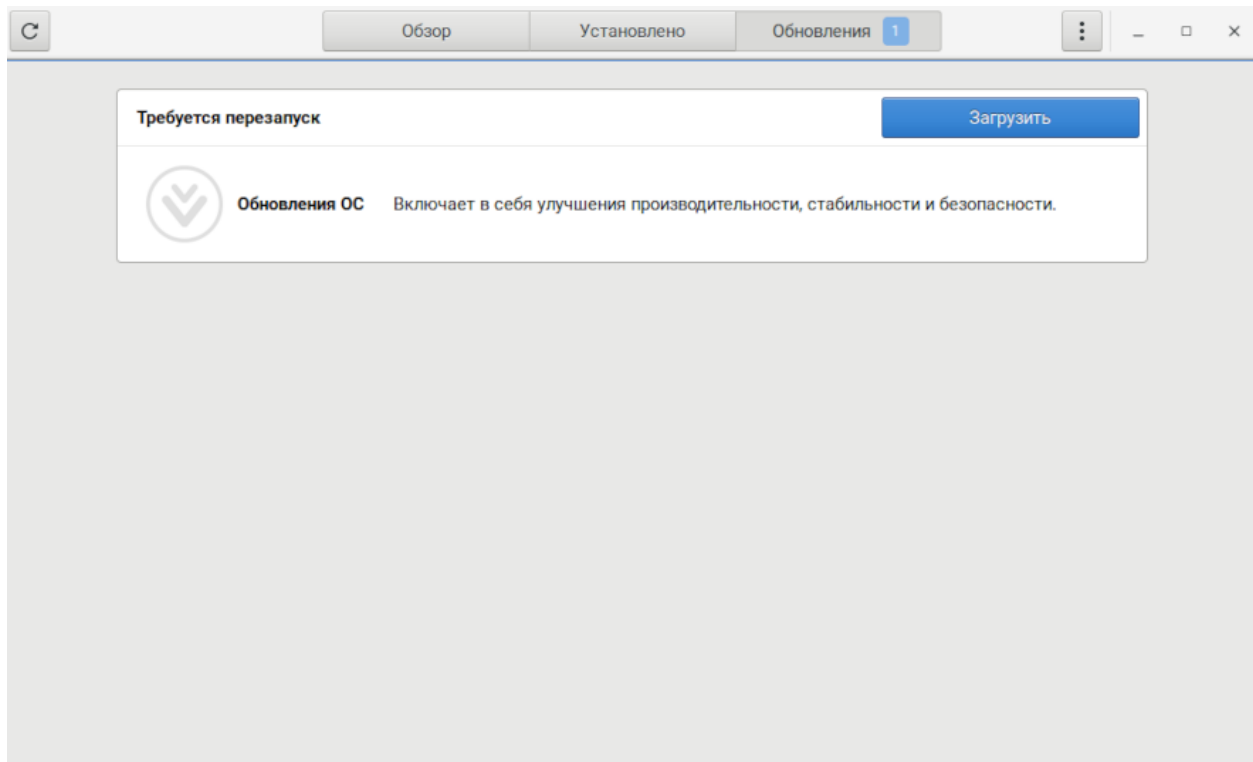 Обзор Установлено Обновления 1
Требуется перезапуск Загрузить
Обновления ОС Включает в себя улучшения производительности, стабильности и безопасности.